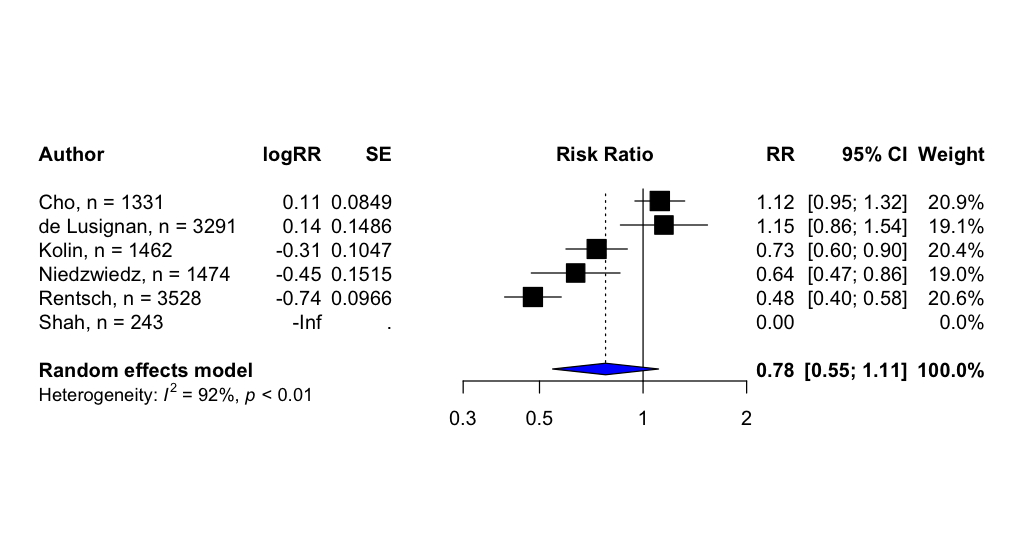 Author logRR SE Risk Ratio RR 95% CI Weight
Cho, n = 1331 0.11 0.0849 1.12 [0.95; 1.32] 20.9%
de Lusignan, n = 3291 0.14 0.1486 1.15 [0.86; 1.54] 19.1%
Kolin, n = 1462 -0.31 0.1047 0.73 [0.60; 0.90] 20.4%
Niedzwiedz, n = 1474 -0.45 0.1515 0.64 [0.47; 0.86] 19.0%
Rentsch, n = 3528 -0.74 0.0966 0.48 [0.40; 0.58] 20.6%
Shah, n = 243 -Inf . 0.00 0.0%
Random effects model 0.78 [0.55; 1.11] 100.0%
Heterogeneity: I² = 92%, p < 0.01
0.3 0.5 1 2